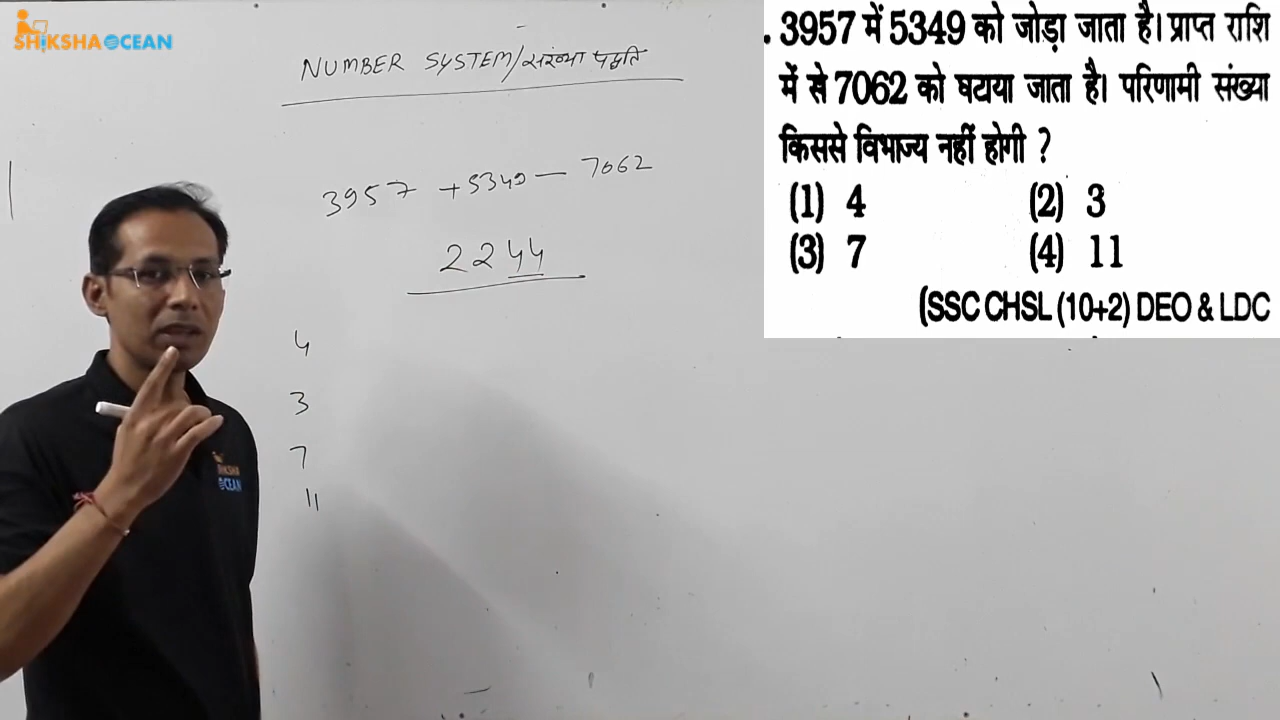 SHIKSHA OCEAN
NUMBER SYSTEM/संख्या पद्धति
3957 + 5349 — 7062
2244
4
3
7
11
SHIKSHA
OCEAN
. 3957 में 5349 को जोड़ा जाता है। प्राप्त राशि
में से 7062 को घटाया जाता है। परिणामी संख्या
किससे विभाज्य नहीं होगी ?
(1) 4 (2) 3
(3) 7 (4) 11
(SSC CHSL (10+2) DEO & LDC